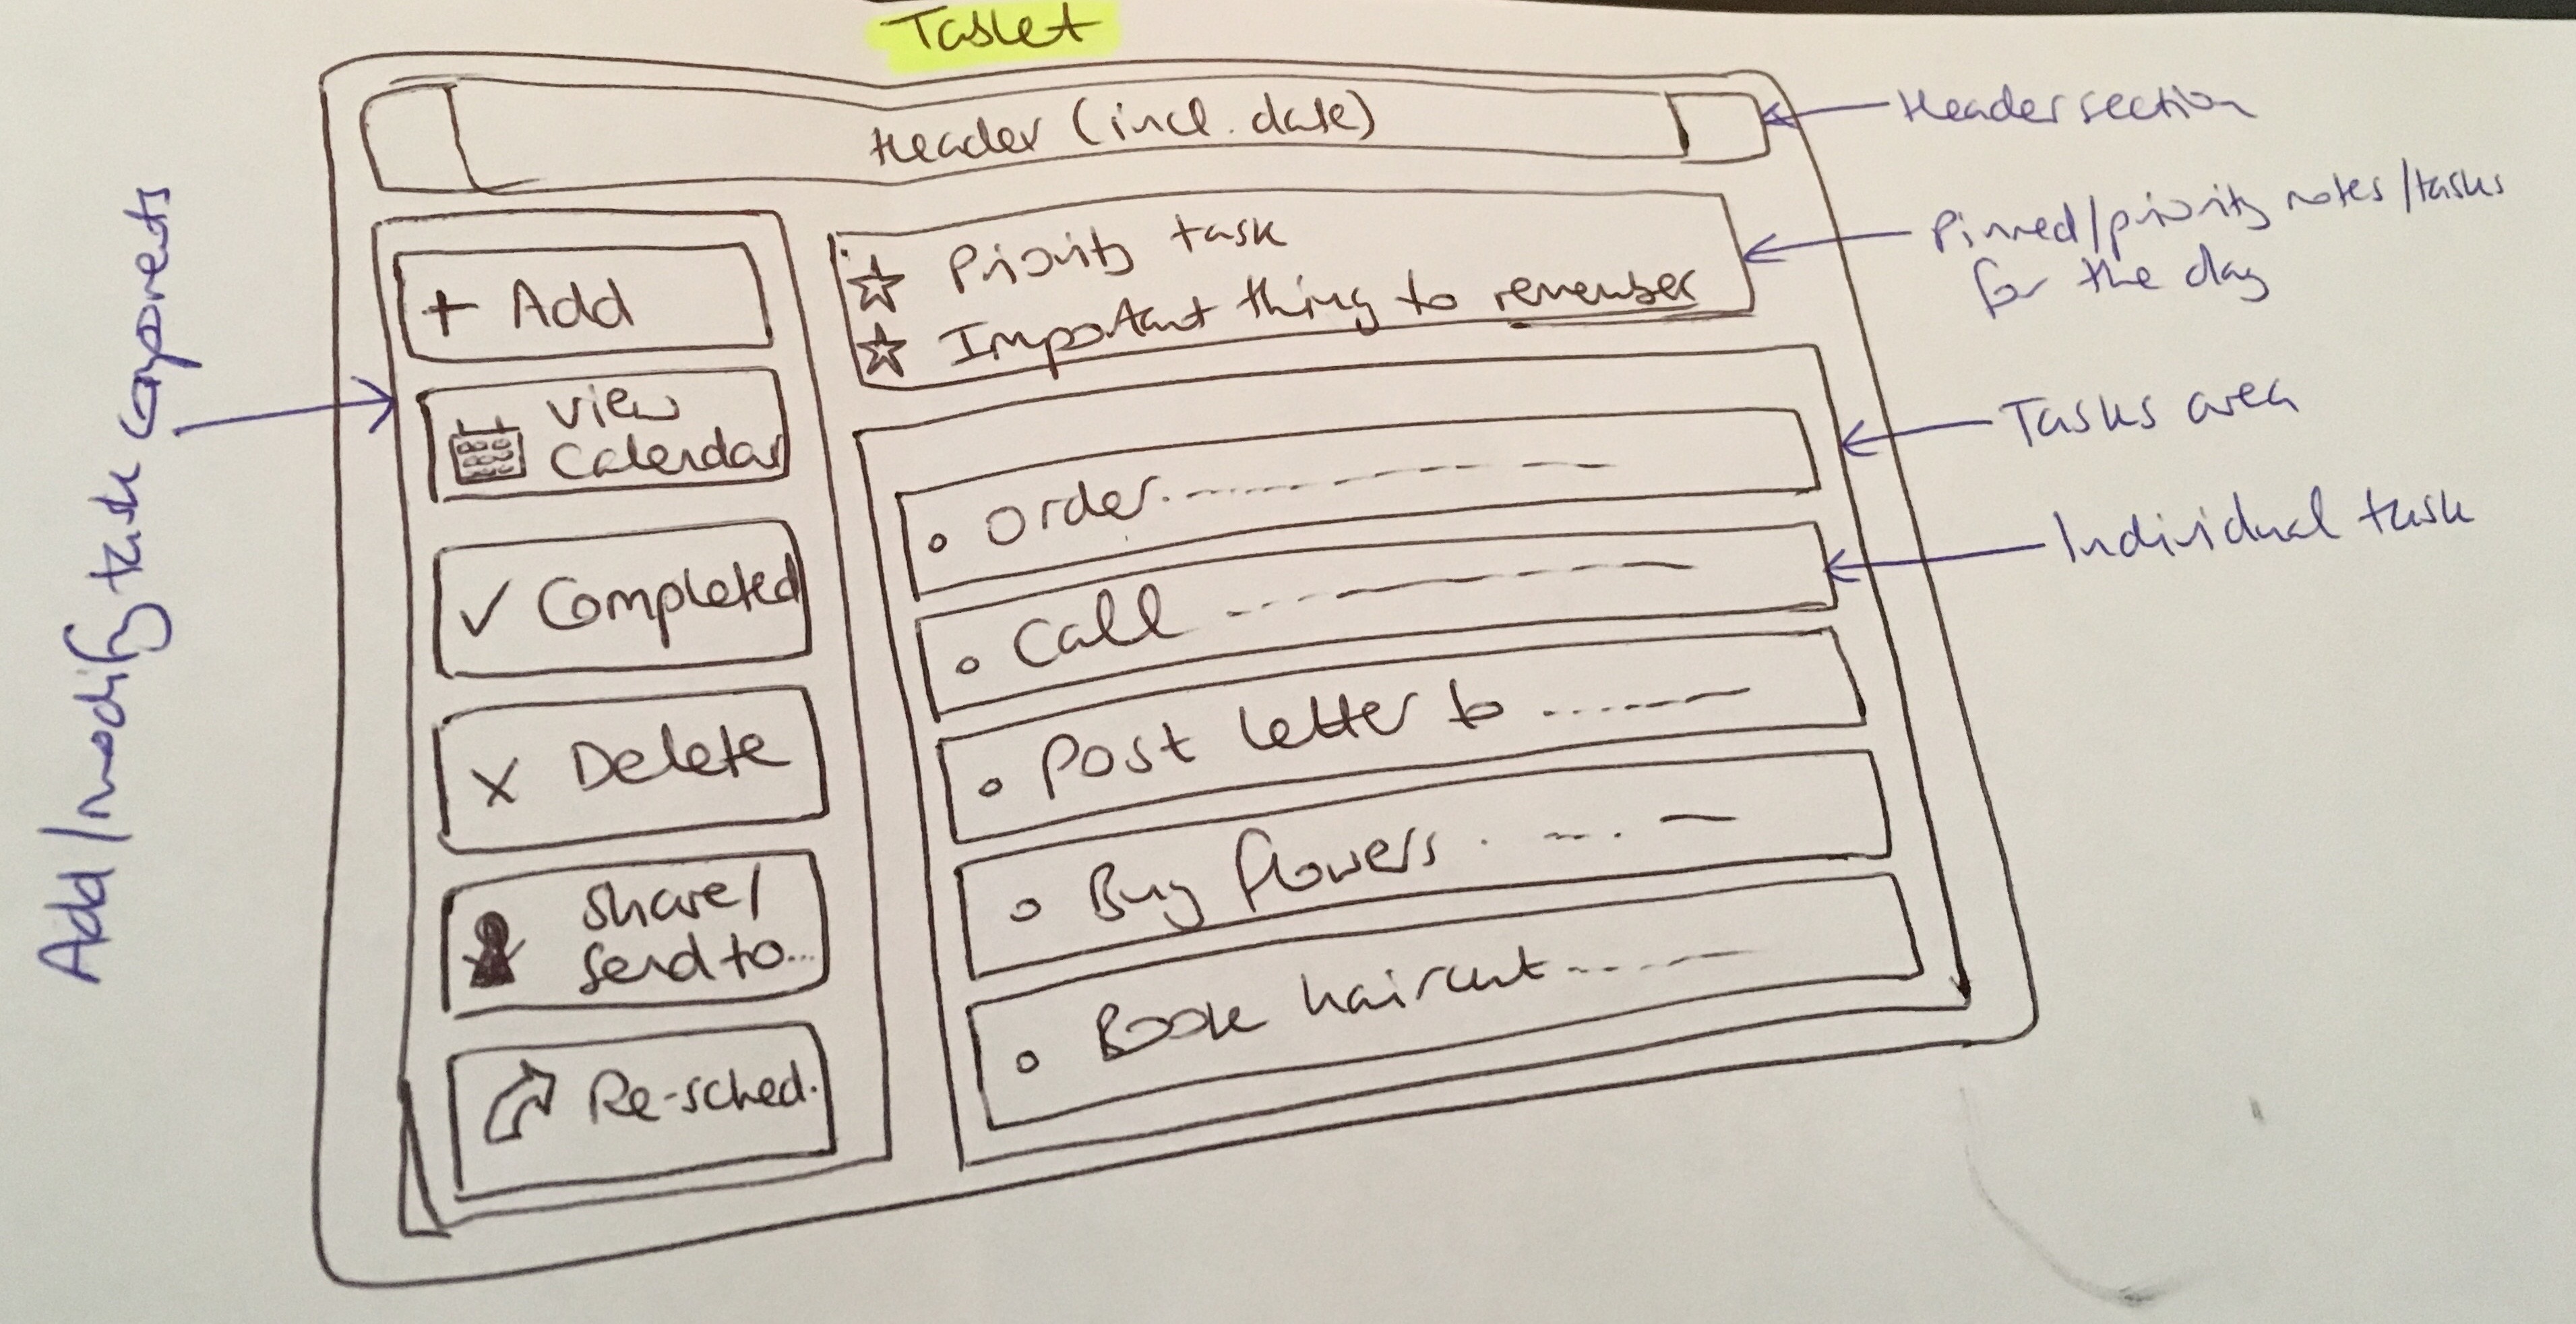 Tablet
Header (incl. date)
Header section
Add/modify task components
+ Add
View
Calendar
✓ Completed
x Delete
Share/
Send to...
Re-sched.
☆ Priority task
☆ Important thing to remember
Pinned/priority notes/tasks
for the day
Tasks area
Individual task
• Order..........
• Call ..........
• Post letter to ..........
• Buy flowers ..........
• Book haircut..........